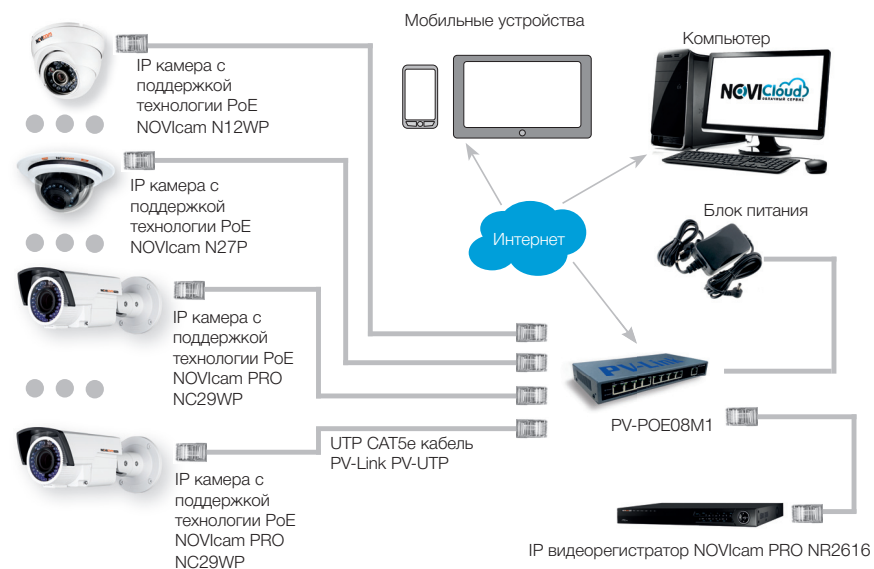 Мобильные устройства
Компьютер
IP камера с
поддержкой
технологии PoE
NOVIcam N12WP
NOVICloud
ОБЛАЧНЫЙ СЕРВИС
IP камера с
поддержкой
технологии PoE
NOVIcam N27P
Интернет
Блок питания
IP камера с
поддержкой
технологии PoE
NOVIcam PRO
NC29WP
PV-Link
PV-POE08M1
UTP CAT5e кабель
PV-Link PV-UTP
IP камера с
поддержкой
технологии PoE
NOVIcam PRO
NC29WP
IP видеорегистратор NOVIcam PRO NR2616